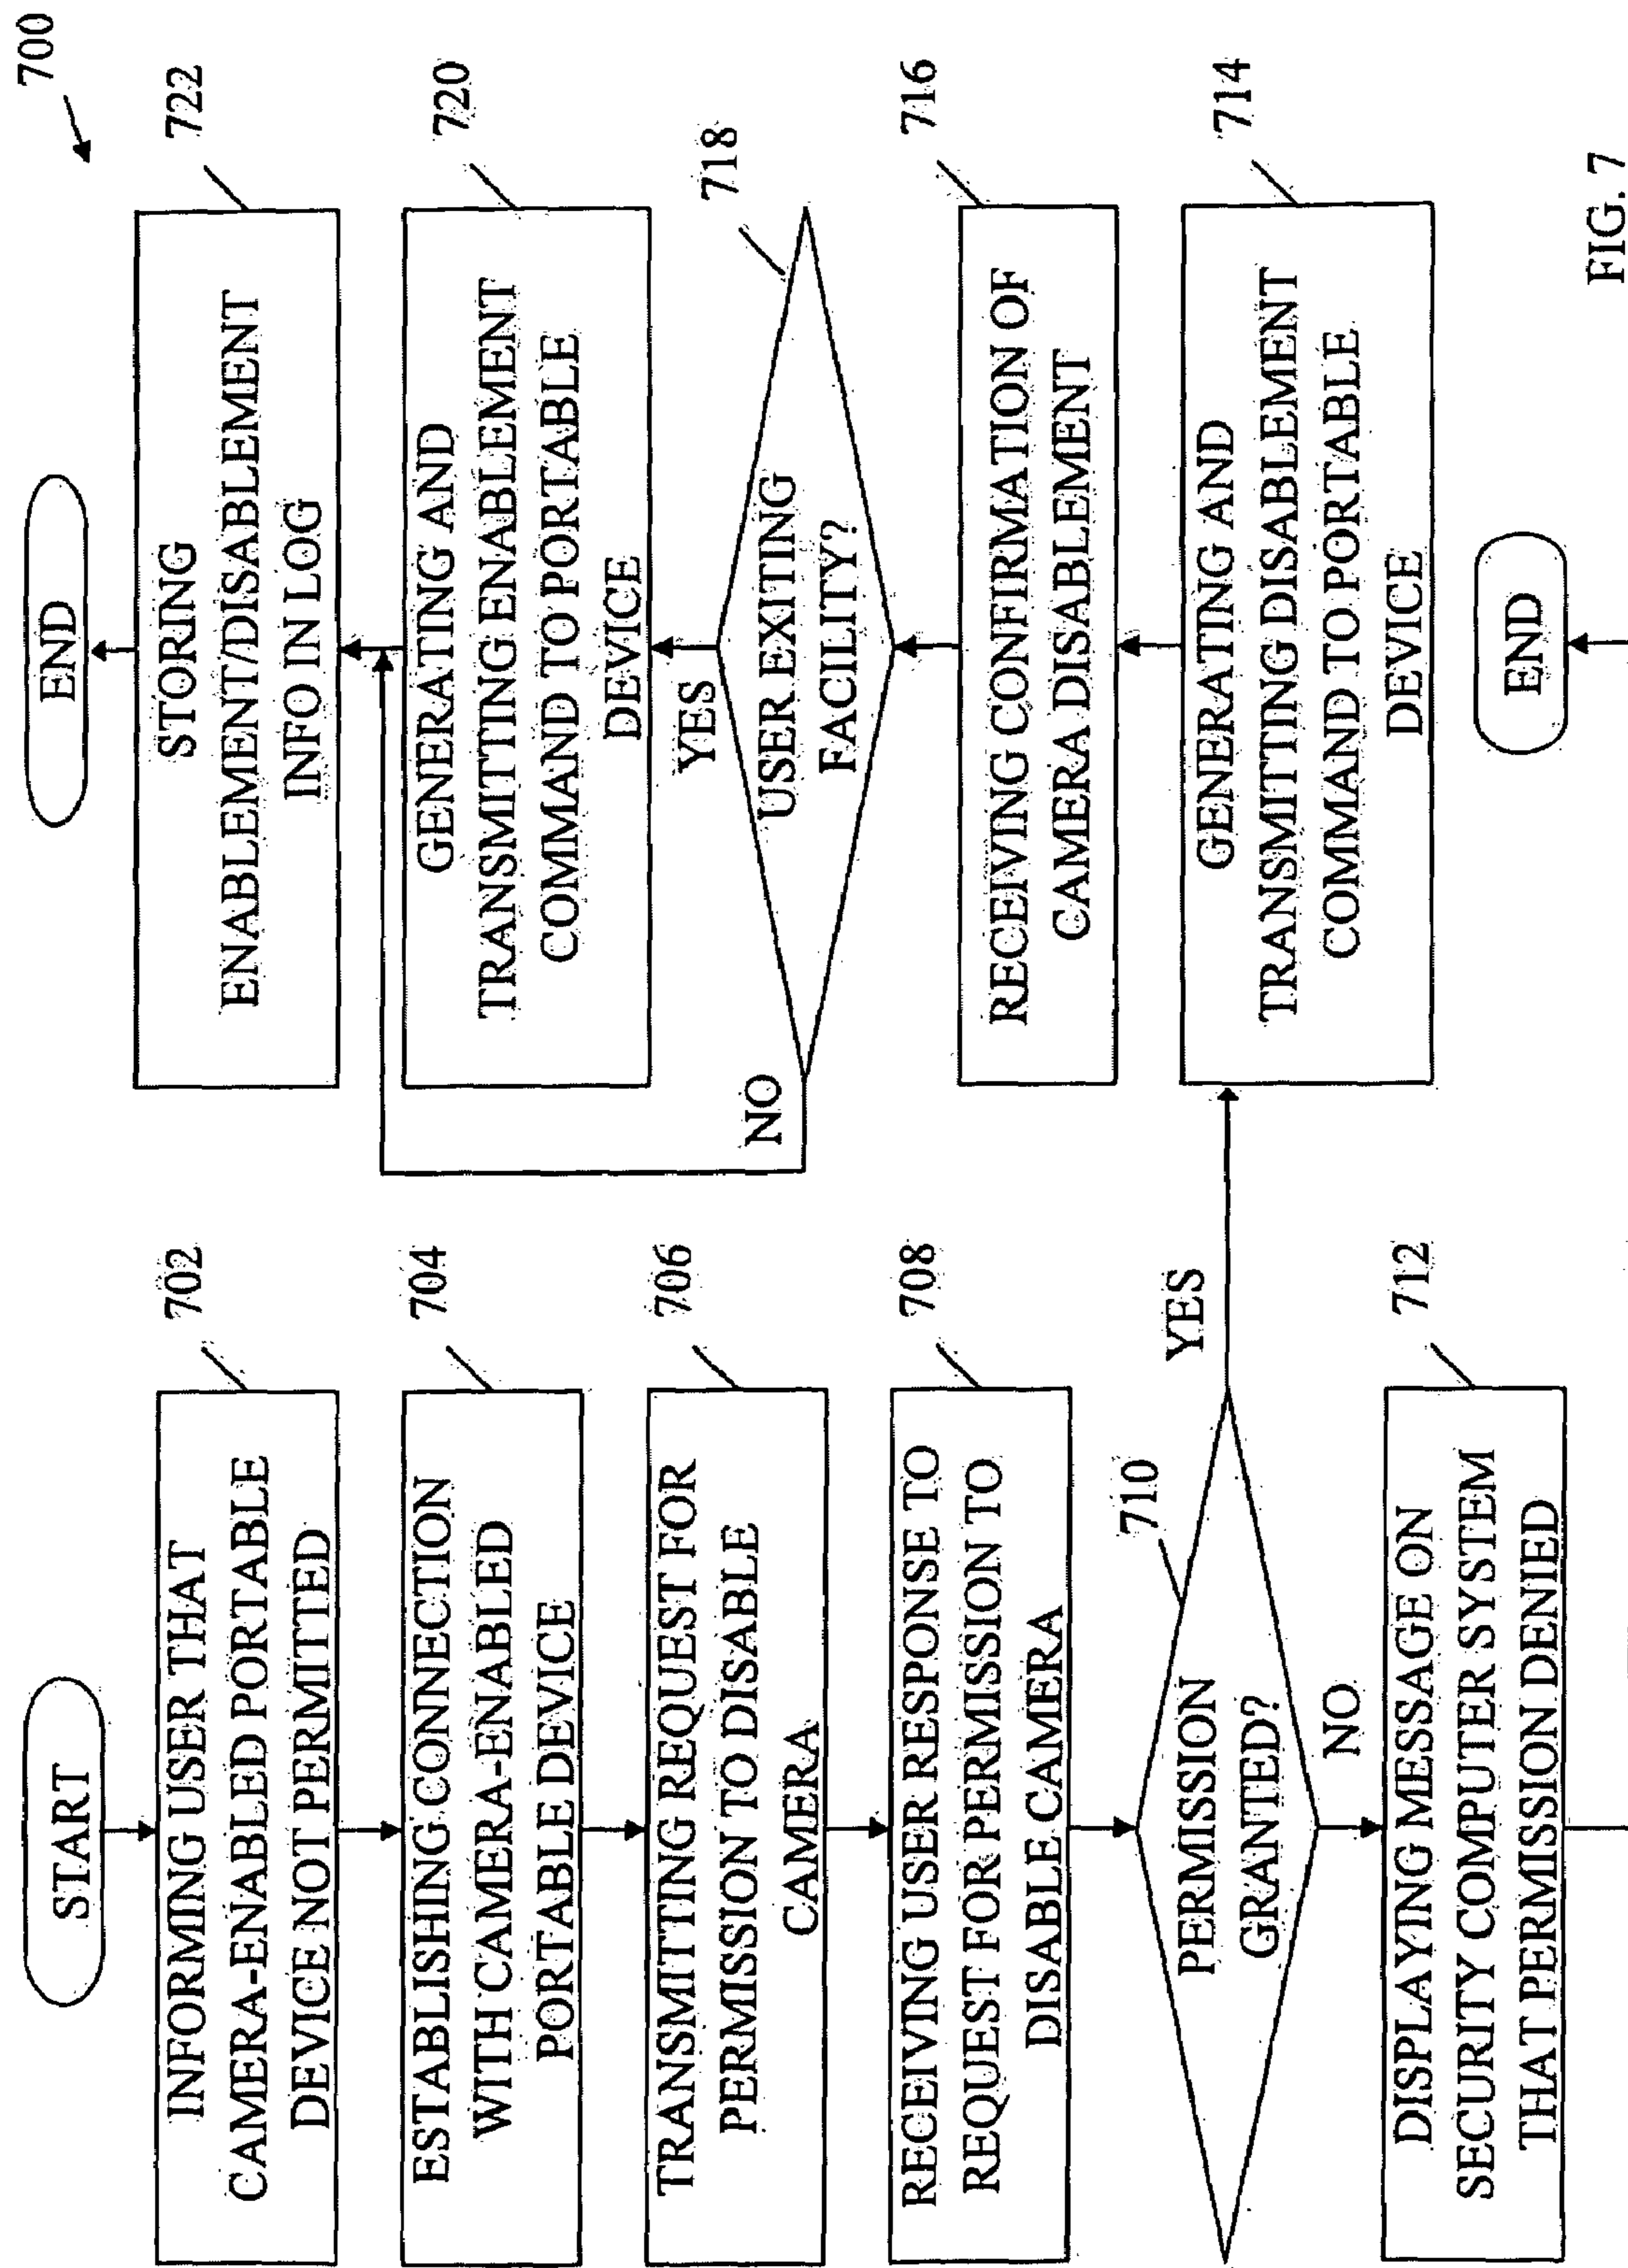 700
START
702
INFORMING USER THAT
CAMERA-ENABLED PORTABLE
DEVICE NOT PERMITTED
704
ESTABLISHING CONNECTION
WITH CAMERA-ENABLED
PORTABLE DEVICE
706
TRANSMITTING REQUEST FOR
PERMISSION TO DISABLE
CAMERA
708
RECEIVING USER RESPONSE TO
REQUEST FOR PERMISSION TO
DISABLE CAMERA
710
PERMISSION
GRANTED?
YES
NO
712
DISPLAYING MESSAGE ON
SECURITY COMPUTER SYSTEM
THAT PERMISSION DENIED
END
722
STORING
ENABLEMENT/DISABLEMENT
INFO IN LOG
720
GENERATING AND
TRANSMITTING ENABLEMENT
COMMAND TO PORTABLE
DEVICE
YES
718
USER EXITING
FACILITY?
NO
716
RECEIVING CONFIRMATION OF
CAMERA DISABLEMENT
714
GENERATING AND
TRANSMITTING DISABLEMENT
COMMAND TO PORTABLE
DEVICE
END
FIG. 7